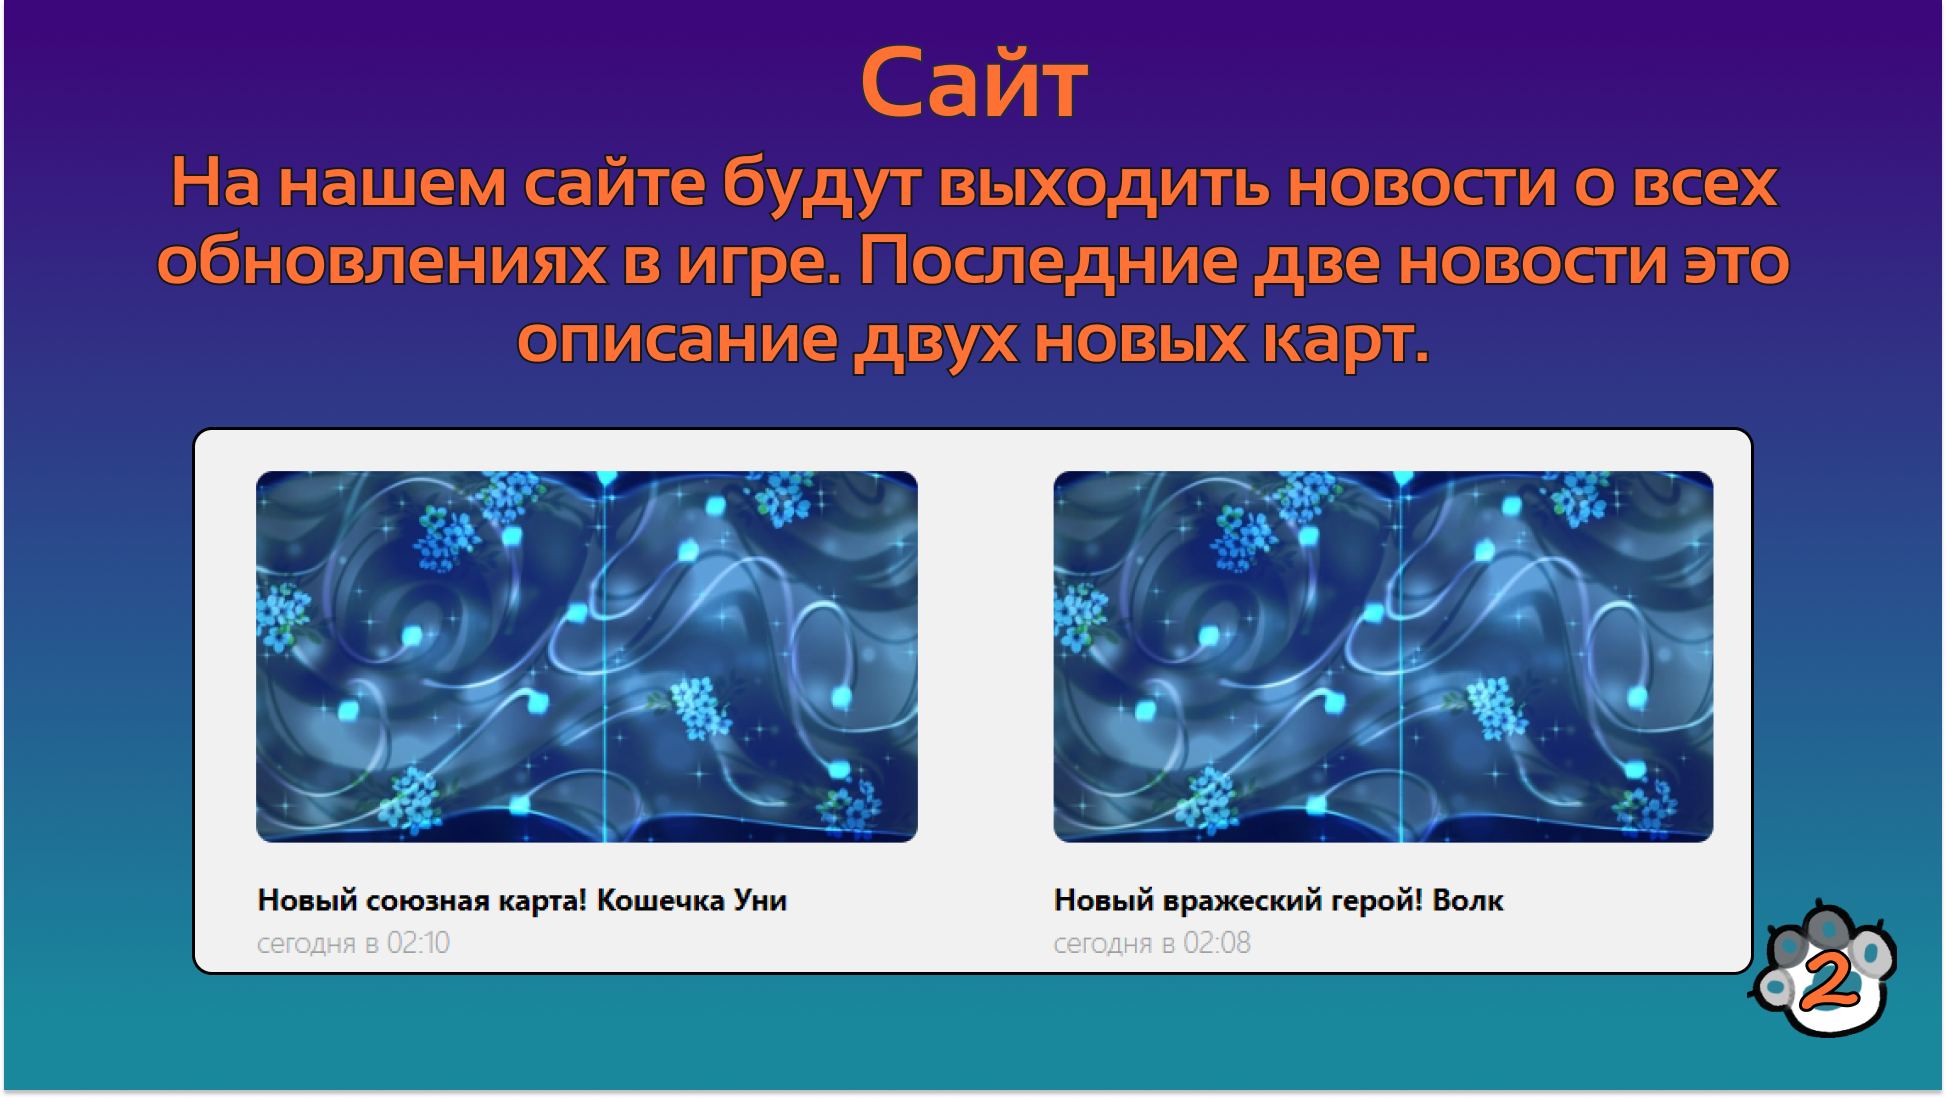 Сайт
На нашем сайте будут выходить новости о всех
обновлениях в игре. Последние две новости это
описание двух новых карт.
Новый союзная карта! Кошечка Уни
сегодня в 02:10
Новый вражеский герой! Волк
сегодня в 02:08
2